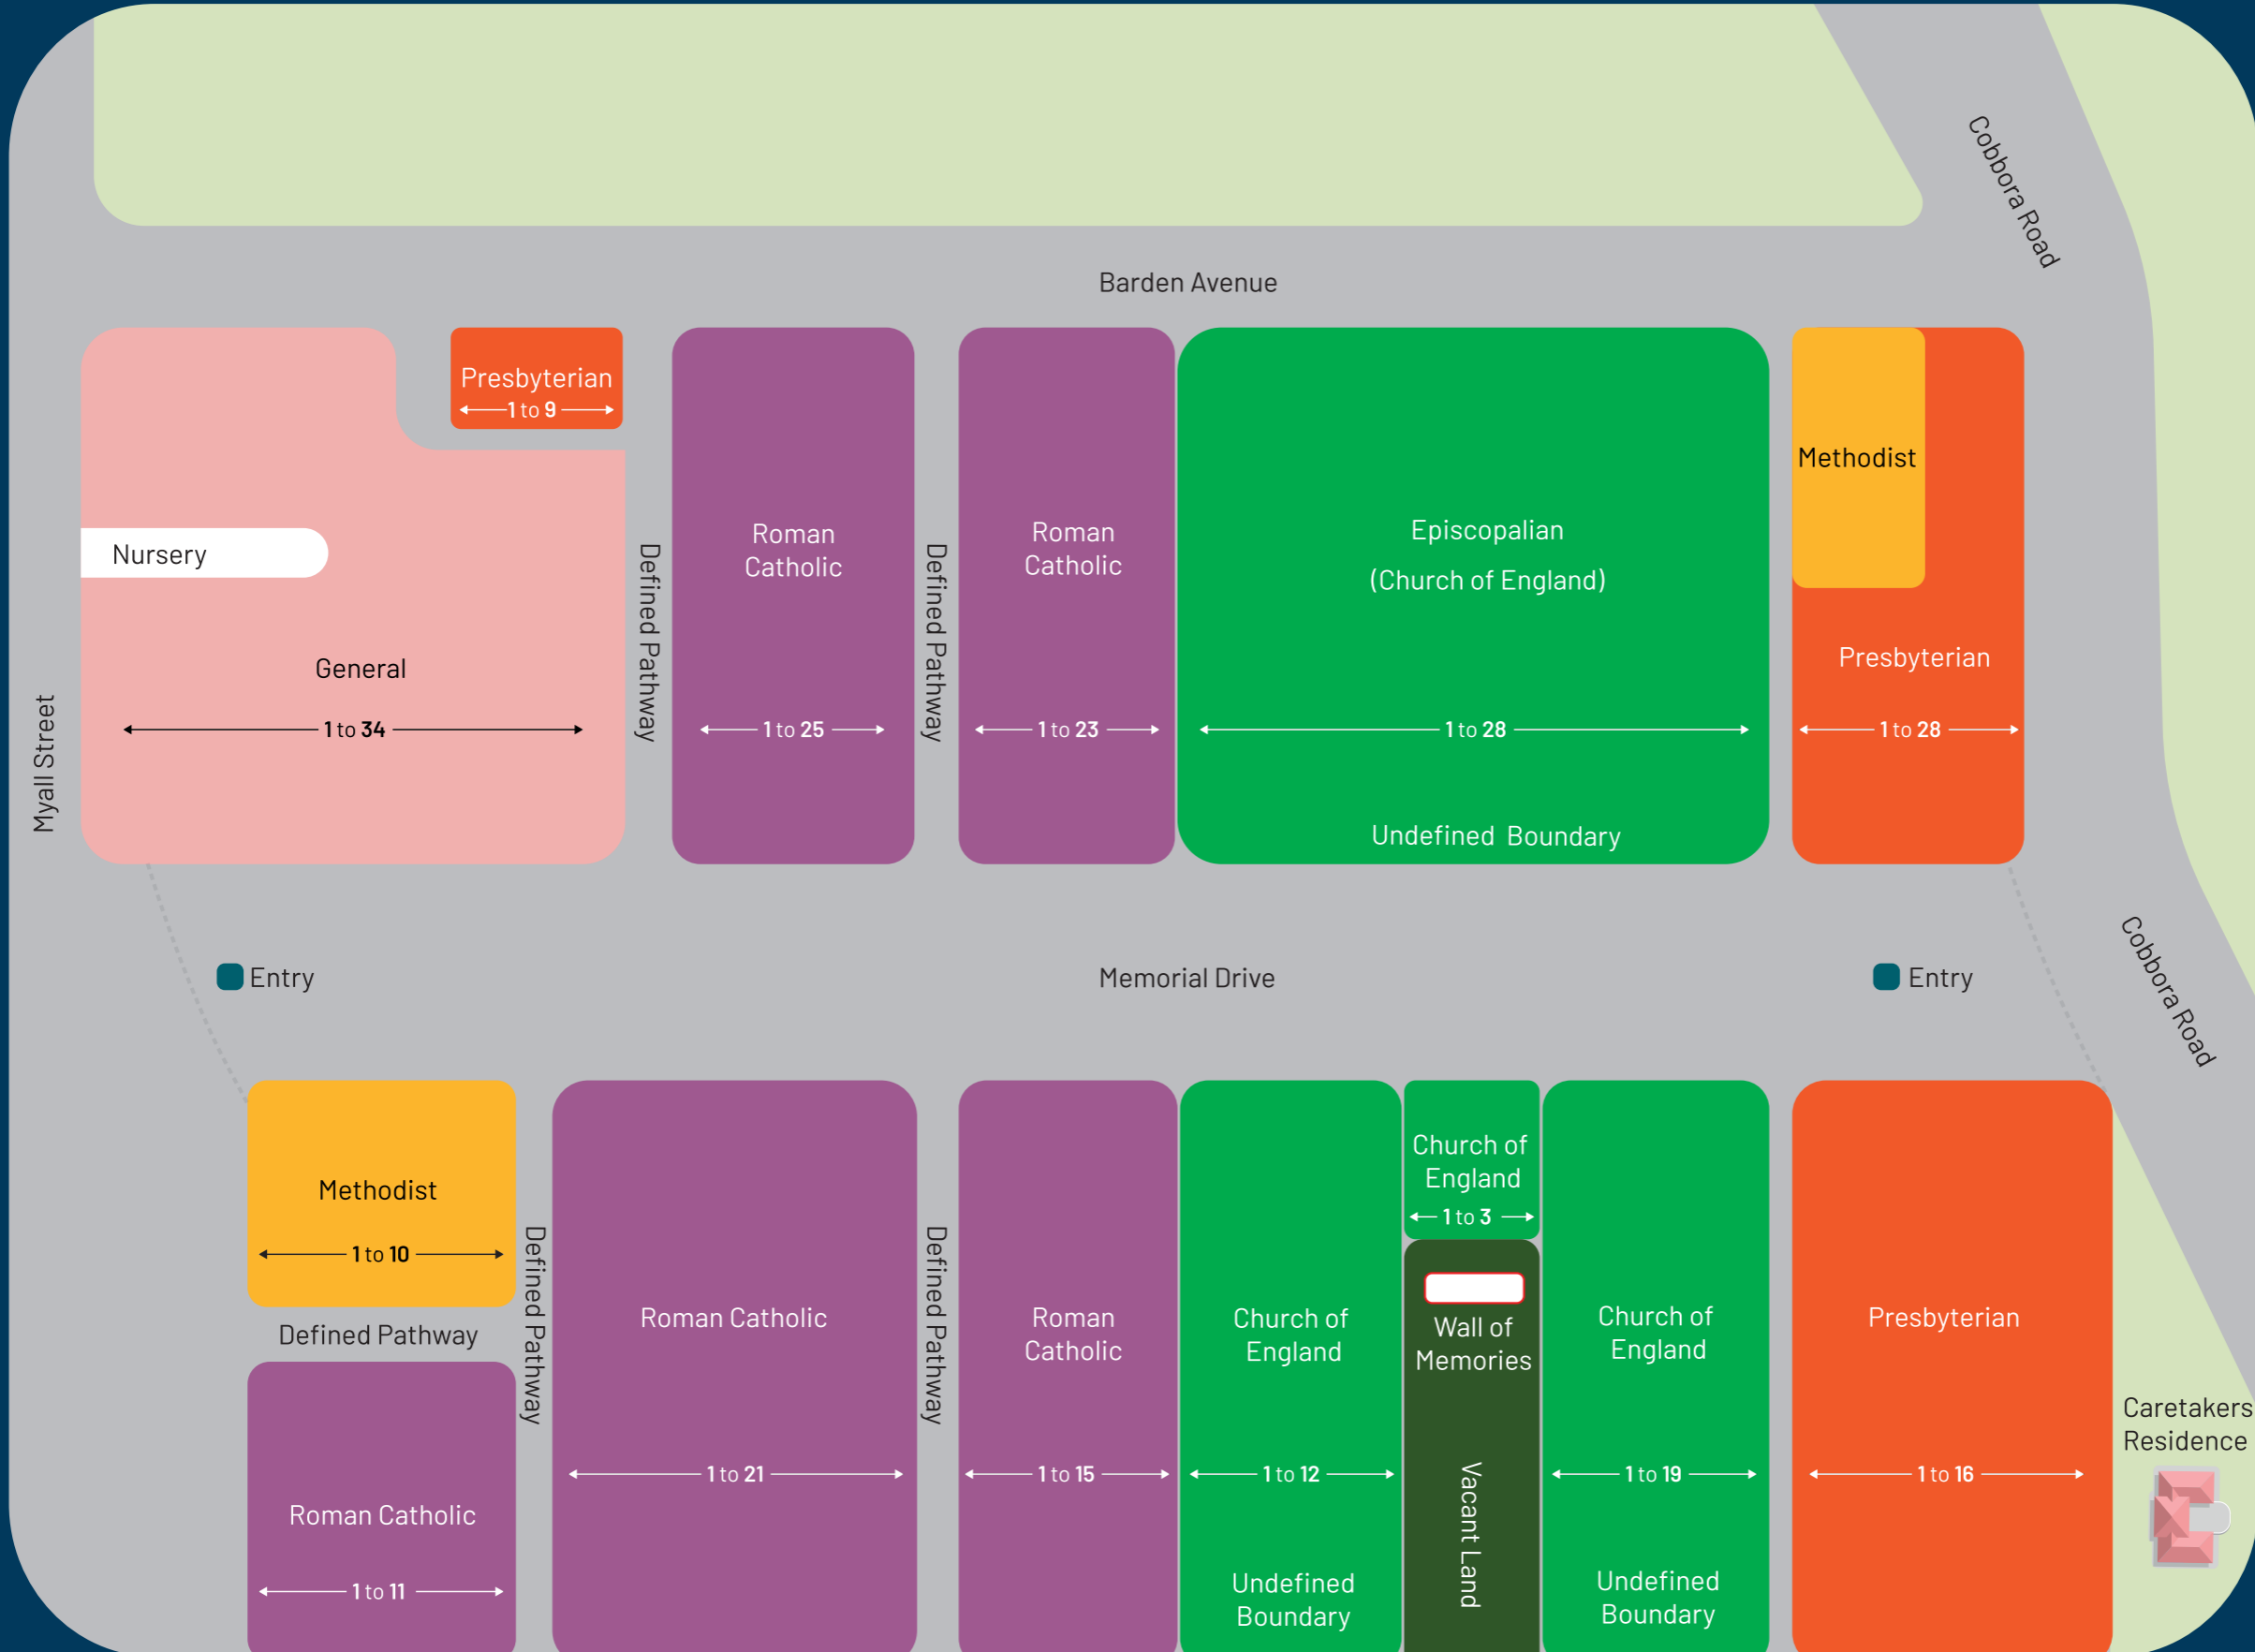 Cobbora Road
Barden Avenue
Presbyterian
1 to 9
Nursery
General
1 to 34
Myall Street
Defined Pathway
Roman
Catholic
1 to 25
Defined Pathway
Roman
Catholic
1 to 23
Episcopalian
(Church of England)
1 to 28
Undefined Boundary
Methodist
Presbyterian
1 to 28
Cobbora Road
Entry
Memorial Drive
Entry
Methodist
1 to 10
Defined Pathway
Roman Catholic
1 to 11
Defined Pathway
Roman Catholic
1 to 21
Defined Pathway
Roman
Catholic
1 to 15
Church of
England
1 to 12
Undefined
Boundary
Church of
England
1 to 3
Wall of
Memories
Vacant Land
Church of
England
1 to 19
Undefined
Boundary
Presbyterian
1 to 16
Caretakers
Residence